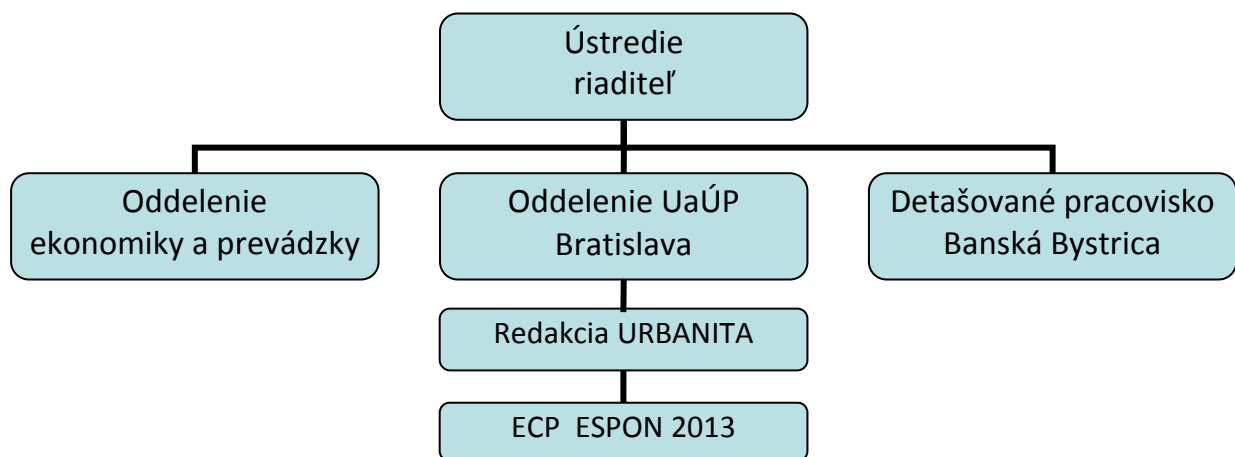 Ústredie
riaditeľ
Oddelenie
ekonomiky a prevádzky
Oddelenie UaÚP
Bratislava
Detašované pracovisko
Banská Bystrica
Redakcia URBANITA
ECP  ESPON 2013